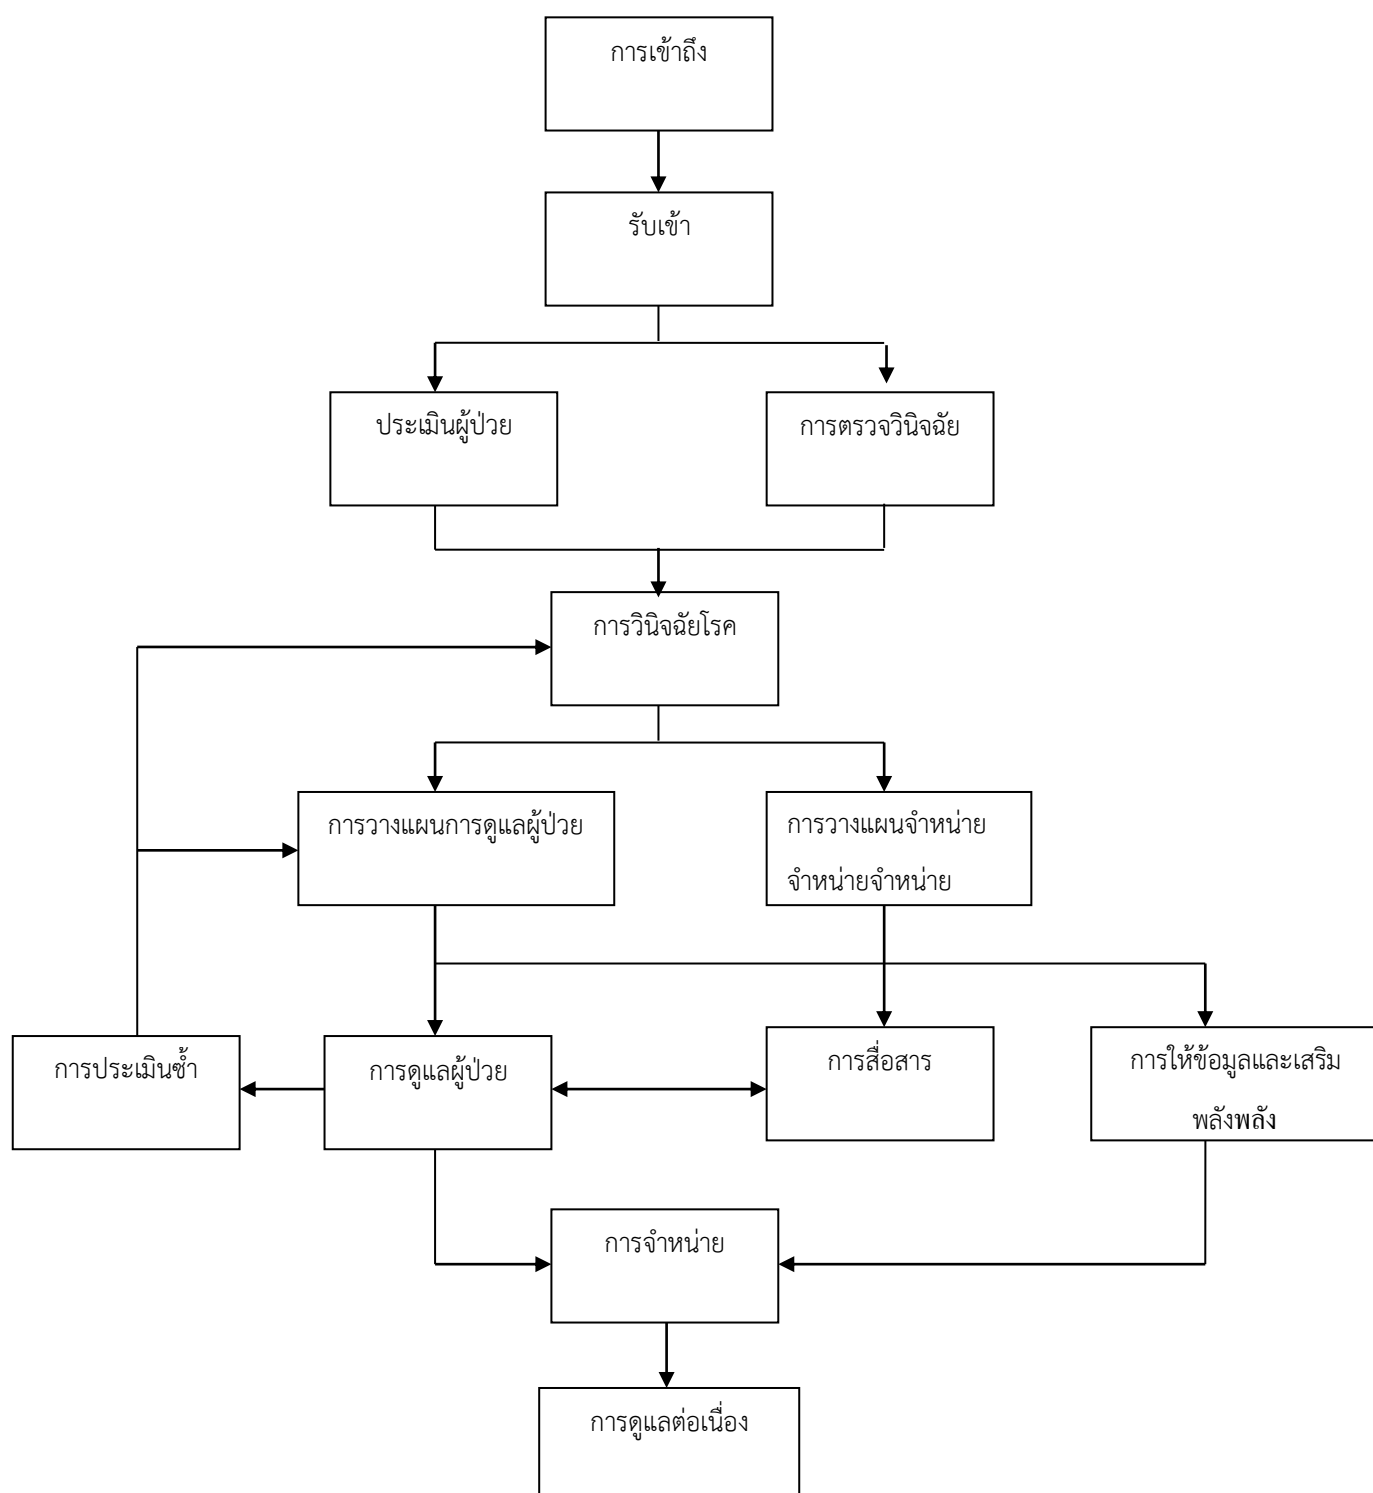 การเข้าถึง
รับเข้า
ประเมินผู้ป่วย
การตรวจวินิจฉัย
การวินิจฉัยโรค
การวางแผนการดูแลผู้ป่วย
การวางแผนจำหน่าย
จำหน่ายจำหน่าย
การประเมินซ้ำ
การดูแลผู้ป่วย
การสื่อสาร
การให้ข้อมูลและเสริม
พลังพลัง
การจำหน่าย
การดูแลต่อเนื่อง